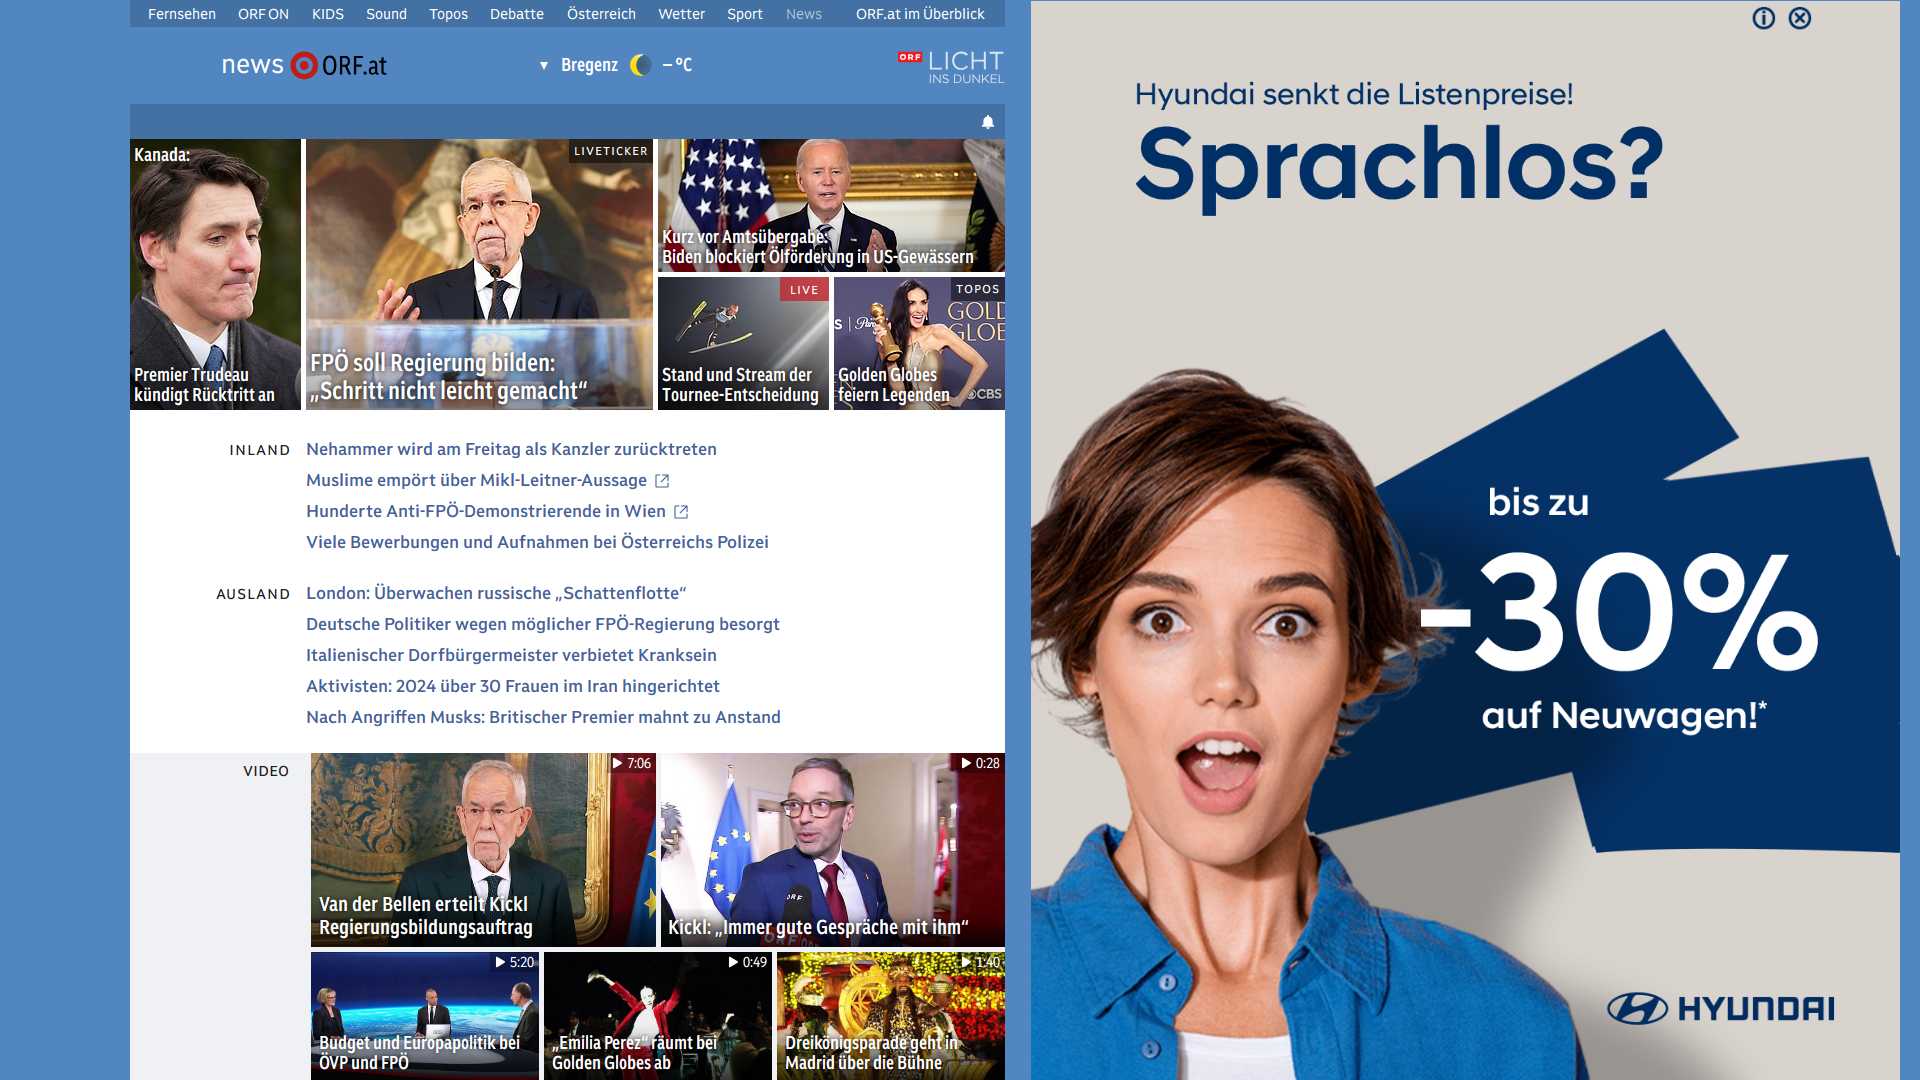 Fernsehen ORF ON KIDS Sound Topos Debatte Österreich Wetter Sport News ORF.at im Überblick
news ORF.at
Bregenz – °C
ORF LICHT
INS DUNKEL
Kanada:
Premier Trudeau
kündigt Rücktritt an
LIVETICKER
FPÖ soll Regierung bilden:
„Schritt nicht leicht gemacht“
Kurz vor Amtsübergabe:
Biden blockiert Ölförderung in US-Gewässern
LIVE
Stand und Stream der
Tournee-Entscheidung
TOPOS
GOLD
GLOBE
CBS
Golden Globes
feiern Legenden
INLAND
Nehammer wird am Freitag als Kanzler zurücktreten
Muslime empört über Mikl-Leitner-Aussage
Hunderte Anti-FPÖ-Demonstrierende in Wien
Viele Bewerbungen und Aufnahmen bei Österreichs Polizei
AUSLAND
London: Überwachen russische „Schattenflotte“
Deutsche Politiker wegen möglicher FPÖ-Regierung besorgt
Italienischer Dorfbürgermeister verbietet Kranksein
Aktivisten: 2024 über 30 Frauen im Iran hingerichtet
Nach Angriffen Musks: Britischer Premier mahnt zu Anstand
VIDEO
7:06
Van der Bellen erteilt Kickl
Regierungsbildungsauftrag
0:28
ORF
Kickl: „Immer gute Gespräche mit ihm“
5:20
Budget und Europapolitik bei
ÖVP und FPÖ
0:49
„Emilia Perez“ räumt bei
Golden Globes ab
1:40
Dreikönigsparade geht in
Madrid über die Bühne
Hyundai senkt die Listenpreise!
Sprachlos?
bis zu
-30%
auf Neuwagen!*
HYUNDAI